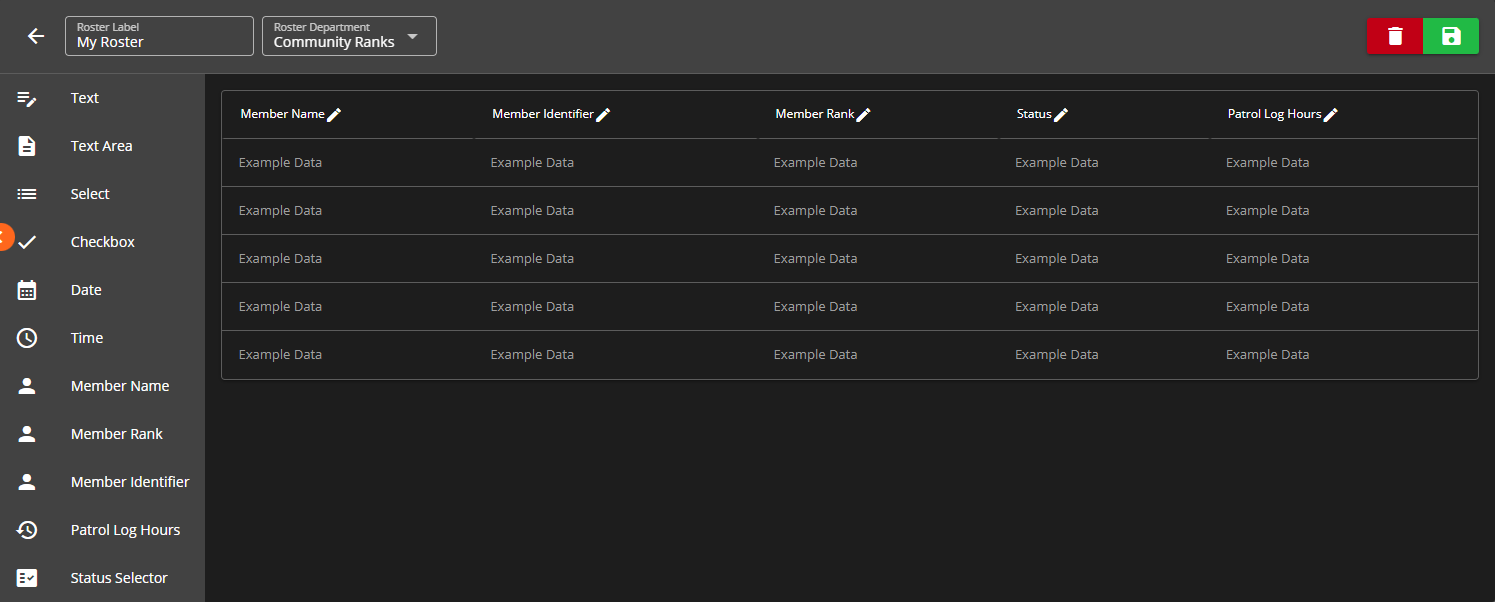 Roster Label
My Roster
Roster Department
Community Ranks
Text
Text Area
Select
Checkbox
Date
Time
Member Name
Member Rank
Member Identifier
Patrol Log Hours
Status Selector
Member Name Member Identifier Member Rank Status Patrol Log Hours
Example Data Example Data Example Data Example Data Example Data
Example Data Example Data Example Data Example Data Example Data
Example Data Example Data Example Data Example Data Example Data
Example Data Example Data Example Data Example Data Example Data
Example Data Example Data Example Data Example Data Example Data